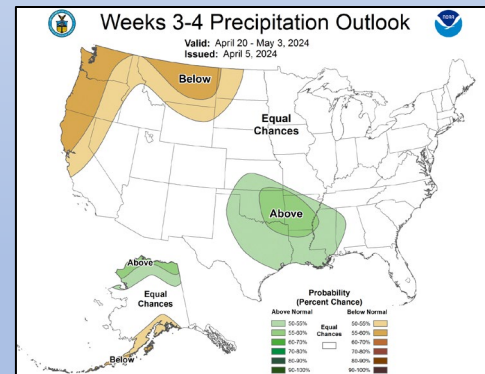 Weeks 3-4 Precipitation Outlook
Valid: April 20 - May 3, 2024
Issued: April 5, 2024
Below
Equal
Chances
Above
Above
Equal
Chances
Below
Probability
(Percent Chance)
Above Normal
Below Normal
Equal
Chances
50-55%
55-60%
60-70%
70-80%
80-90%
90-100%
50-55%
55-60%
60-70%
70-80%
80-90%
90-100%